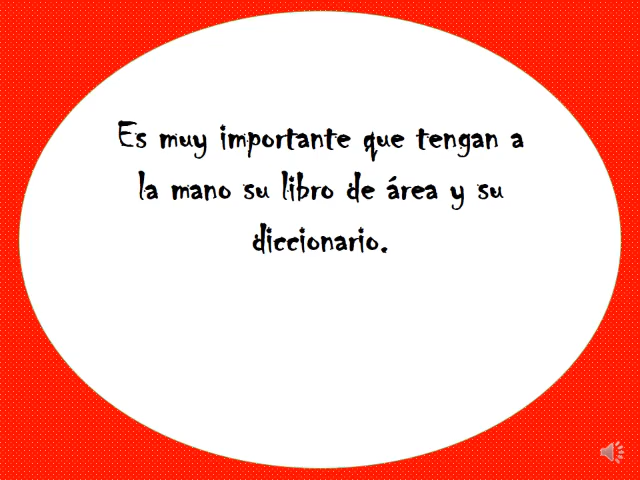 Es muy importante que tengan a
la mano su libro de área y su
diccionario.